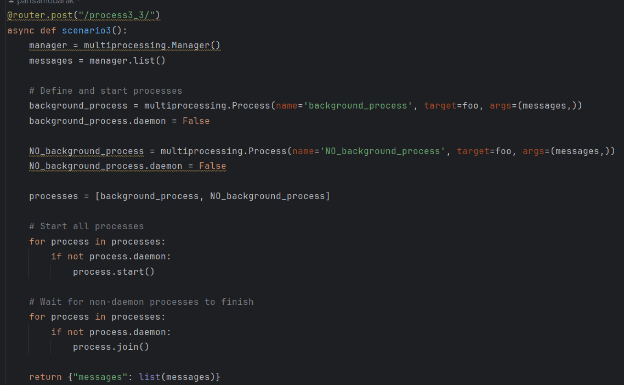 @router.post("/process3_3/")
async def scenario3():
    manager = multiprocessing.Manager()
    messages = manager.list()

    # Define and start processes
    background_process = multiprocessing.Process(name='background_process', target=foo, args=(messages,))
    background_process.daemon = False

    NO_background_process = multiprocessing.Process(name='NO_background_process', target=foo, args=(messages,))
    NO_background_process.daemon = False

    processes = [background_process, NO_background_process]

    # Start all processes
    for process in processes:
        if not process.daemon:
            process.start()

    # Wait for non-daemon processes to finish
    for process in processes:
        if not process.daemon:
            process.join()

    return {"messages": list(messages)}